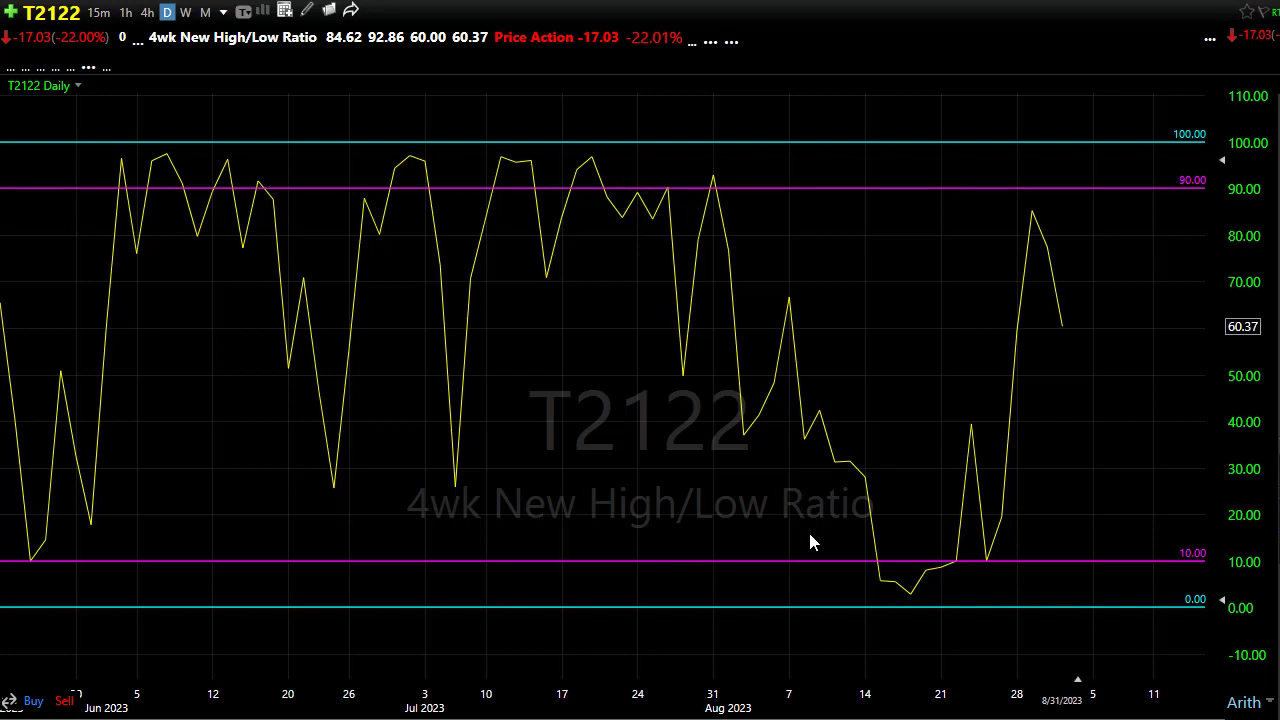 T2122 15m 1h 4h D W M
-17.03(-22.00%) 0 ... 4wk New High/Low Ratio 84.62 92.86 60.00 60.37 Price Action -17.03 -22.01% ... ... ... ... -17.03(-
... ... ... ... ... ... ...
T2122 Daily
110.00
100.00 100.00
90.00 90.00
80.00
70.00
60.37
50.00
T2122
40.00
30.00
4wk New High/Low Ratio
20.00
10.00 10.00
0.00 0.00
-10.00
5 12 20 26 3 10 17 24 31 7 14 21 28 5 11
Buy Sell 8/31/2023 Arith
Jun 2023 Jul 2023 Aug 2023